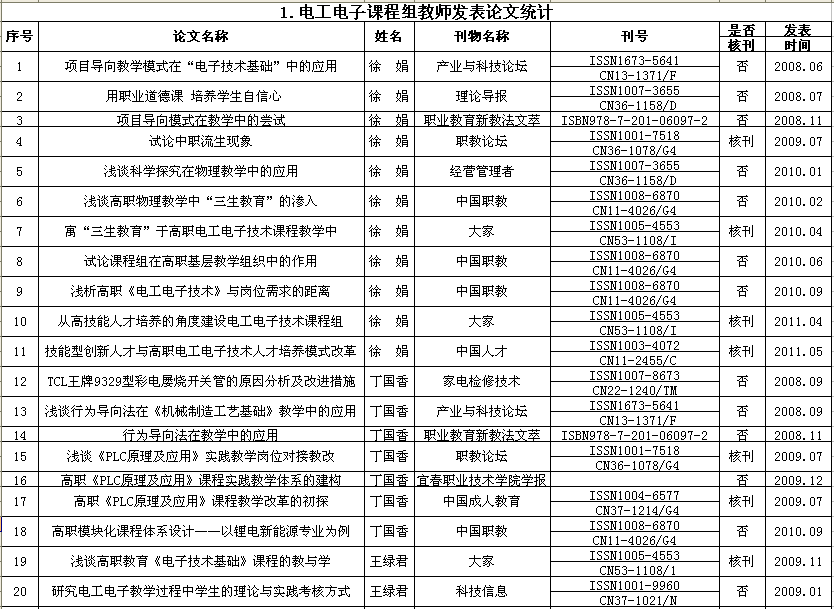 1.电工电子课程组教师发表论文统计
序号 论文名称 姓名 刊物名称 刊号 是否核刊 发表时间
1 项目导向教学模式在“电子技术基础”中的应用 徐 娟 产业与科技论坛 ISSN1673-5641 CN13-1371/F 否 2008.06
2 用职业道德课 培养学生自信心 徐 娟 理论导报 ISSN1007-3655 CN36-1158/D 否 2008.07
3 项目导向模式在教学中的尝试 徐 娟 职业教育新教法文萃 ISBN978-7-201-06097-2 否 2008.11
4 试论中职流生现象 徐 娟 职教论坛 ISSN1001-7518 CN36-1078/G4 核刊 2009.07
5 浅谈科学探究在物理教学中的应用 徐 娟 经营管理者 ISSN1007-3655 CN36-1158/D 否 2010.01
6 浅谈高职物理教学中“三生教育”的渗入 徐 娟 中国职教 ISSN1008-6870 CN11-4026/G4 否 2010.02
7 寓“三生教育”于高职电工电子技术课程教学中 徐 娟 大家 ISSN1005-4553 CN53-1108/I 核刊 2010.04
8 试论课程组在高职基层教学组织中的作用 徐 娟 中国职教 ISSN1008-6870 CN11-4026/G4 否 2010.06
9 浅析高职《电工电子技术》与岗位需求的距离 徐 娟 中国职教 ISSN1008-6870 CN11-4026/G4 否 2010.09
10 从高技能人才培养的角度建设电工电子技术课程组 徐 娟 大家 ISSN1005-4553 CN53-1108/I 核刊 2011.04
11 技能型创新人才与高职电工电子技术人才培养模式改革 徐 娟 中国人才 ISSN1003-4072 CN11-2455/C 核刊 2011.05
12 TCL王牌9329型彩电屡烧开关管的原因分析及改进措施 丁国香 家电检修技术 ISSN1007-8673 CN22-1240/TM 否 2008.09
13 浅谈行为导向法在《机械制造工艺基础》教学中的应用 丁国香 产业与科技论坛 ISSN1673-5641 CN13-1371/F 否 2008.09
14 行为导向法在教学中的应用 丁国香 职业教育新教法文萃 ISBN978-7-201-06097-2 否 2008.11
15 浅谈《PLC原理及应用》实践教学岗位对接教改 丁国香 职教论坛 ISSN1001-7518 CN36-1078/G4 核刊 2009.07
16 高职《PLC原理及应用》课程实践教学体系的建构 丁国香 宜春职业技术学院学报 否 2009.12
17 高职《PLC原理及应用》课程教学改革的初探 丁国香 中国成人教育 ISSN1004-6577 CN37-1214/G4 核刊 2009.07
18 高职模块化课程体系设计——以锂电新能源专业为例 丁国香 中国职教 ISSN1008-6870 CN11-4026/G4 否 2010.09
19 浅谈高职教育《电子技术基础》课程的教与学 王绿君 大家 ISSN1005-4553 CN53-1108/1 核刊 2009.11
20 研究电工电子教学过程中学生的理论与实践考核方式 王绿君 科技信息 ISSN1001-9960 CN37-1021/N 否 2009.01